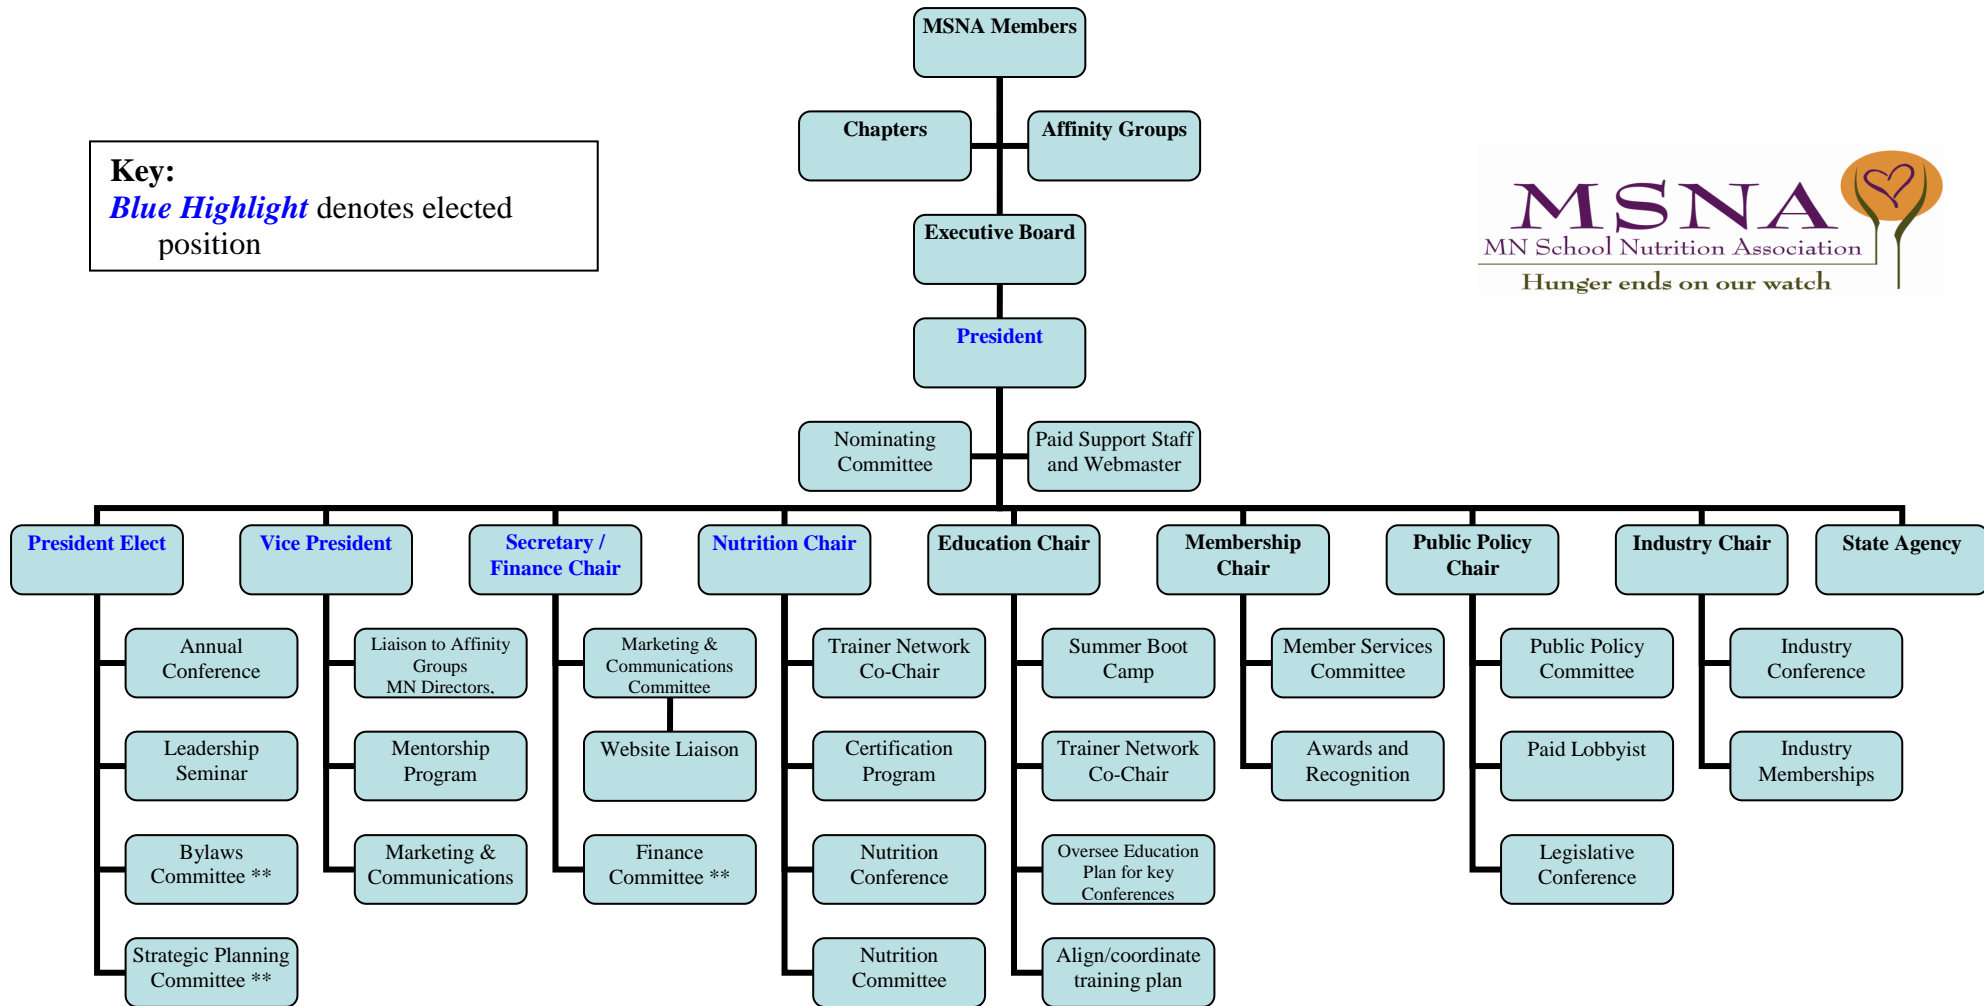 MSNA Members
Chapters
Affinity Groups
Key:
Blue Highlight denotes elected
position
MSNA
MN School Nutrition Association
Hunger ends on our watch
Executive Board
President
Nominating
Committee
Paid Support Staff
and Webmaster
President Elect
Vice President
Secretary /
Finance Chair
Nutrition Chair
Education Chair
Membership
Chair
Public Policy
Chair
Industry Chair
State Agency
Annual
Conference
Leadership
Seminar
Bylaws
Committee **
Strategic Planning
Committee **
Liaison to Affinity
Groups
MN Directors,
Mentorship
Program
Marketing &
Communications
Marketing &
Communications
Committee
Website Liaison
Finance
Committee **
Trainer Network
Co-Chair
Certification
Program
Nutrition
Conference
Nutrition
Committee
Summer Boot
Camp
Trainer Network
Co-Chair
Oversee Education
Plan for key
Conferences
Align/coordinate
training plan
Member Services
Committee
Awards and
Recognition
Public Policy
Committee
Paid Lobbyist
Legislative
Conference
Industry
Conference
Industry
Memberships